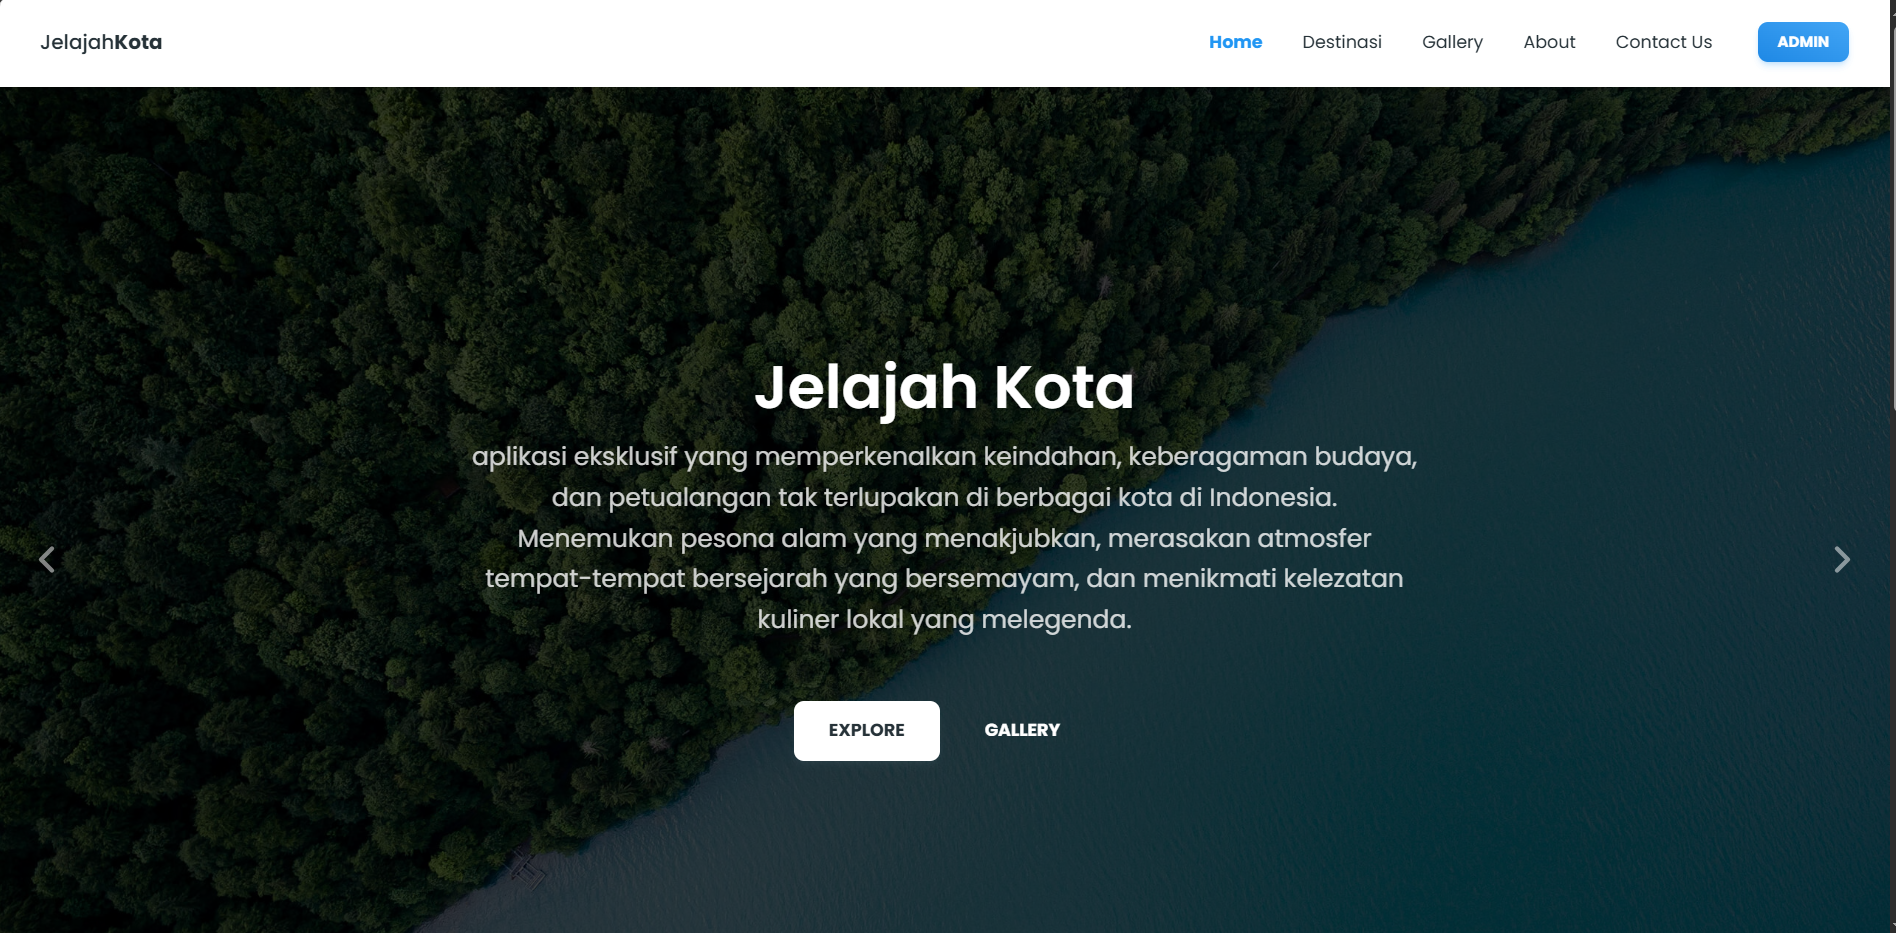 JelajahKota
Home
Destinasi
Gallery
About
Contact Us
ADMIN
Jelajah Kota
aplikasi eksklusif yang memperkenalkan keindahan, keberagaman budaya,
dan petualangan tak terlupakan di berbagai kota di Indonesia.
Menemukan pesona alam yang menakjubkan, merasakan atmosfer
tempat-tempat bersejarah yang bersemayam, dan menikmati kelezatan
kuliner lokal yang melegenda.
EXPLORE
GALLERY